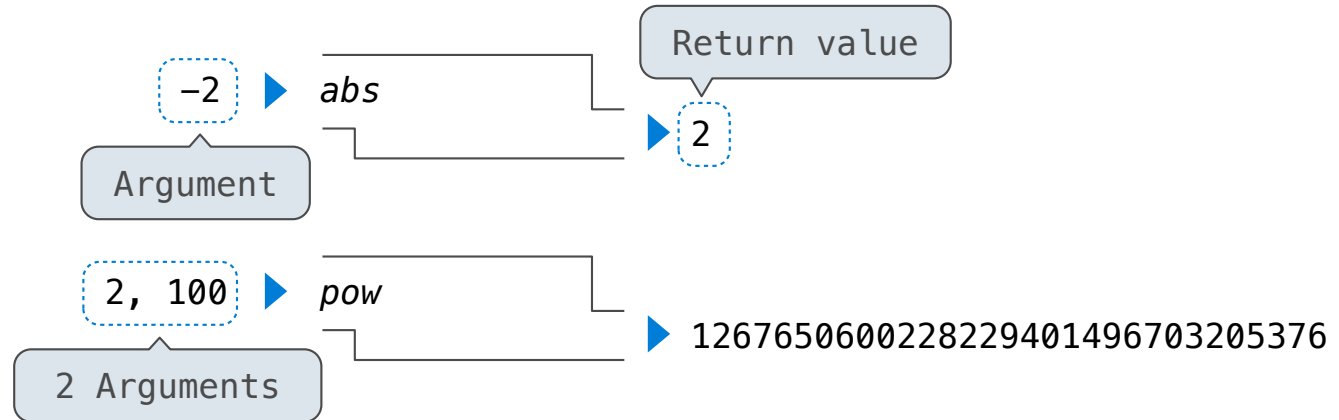 Return value
-2 abs
2
Argument
2, 100 pow
1267650600228229401496703205376
2 Arguments